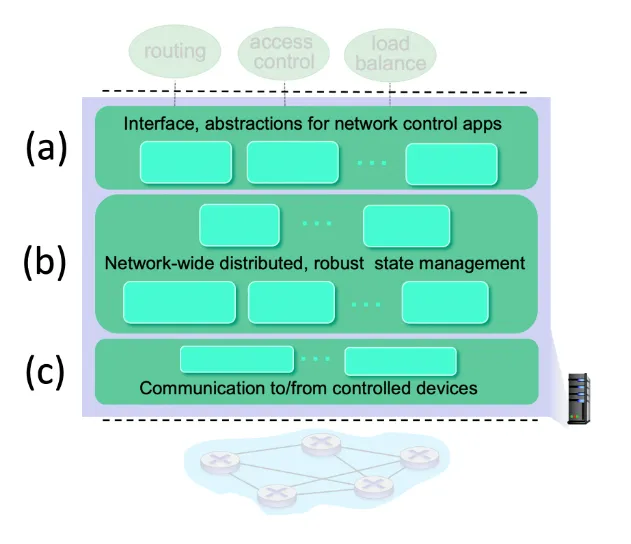 routing
access
control
load
balance
(a)
Interface, abstractions for network control apps
. . .
. . .
(b)
Network-wide distributed, robust state management
. . .
. . .
(c)
Communication to/from controlled devices